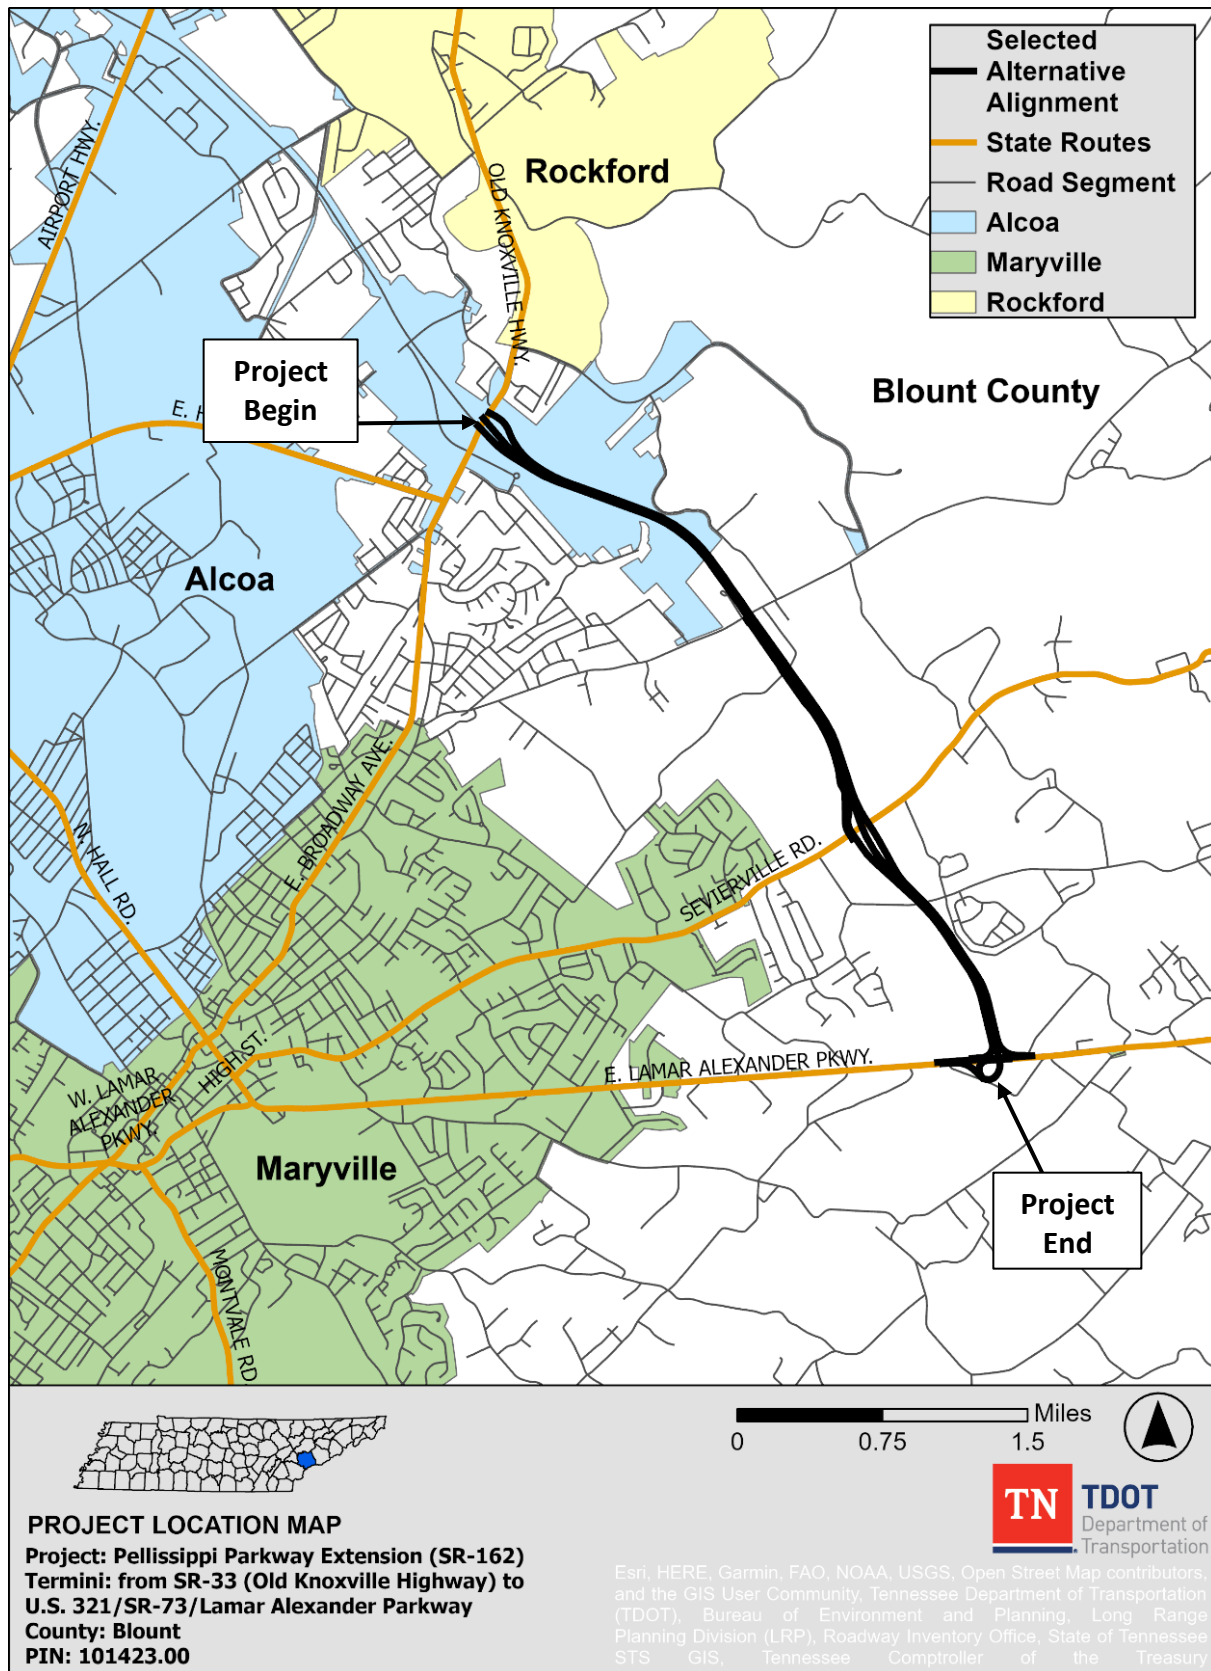 Selected
Alternative
Alignment
State Routes
Road Segment
Alcoa
Maryville
Rockford
Rockford
AIRPORT HWY.
OLD KNOXVILLE HWY.
Project
Begin
Blount County
E. H
Alcoa
E. BROADWAY AVE.
N. HALL RD.
SEVIERVILLE RD.
HIGH ST.
E. LAMAR ALEXANDER PKWY.
W. LAMAR
ALEXANDER
PKWY.
Maryville
Project
End
MONTVALE RD.
Miles
0 0.75 1.5
TN TDOT
Department of
Transportation
PROJECT LOCATION MAP
Project: Pellissippi Parkway Extension (SR-162)
Termini: from SR-33 (Old Knoxville Highway) to
U.S. 321/SR-73/Lamar Alexander Parkway
County: Blount
PIN: 101423.00
Esri, HERE, Garmin, FAO, NOAA, USGS, Open Street Map contributors,
and the GIS User Community, Tennessee Department of Transportation
(TDOT), Bureau of Environment and Planning, Long Range
Planning Division (LRP), Roadway Inventory Office, State of Tennessee
STS GIS, Tennessee Comptroller of the Treasury